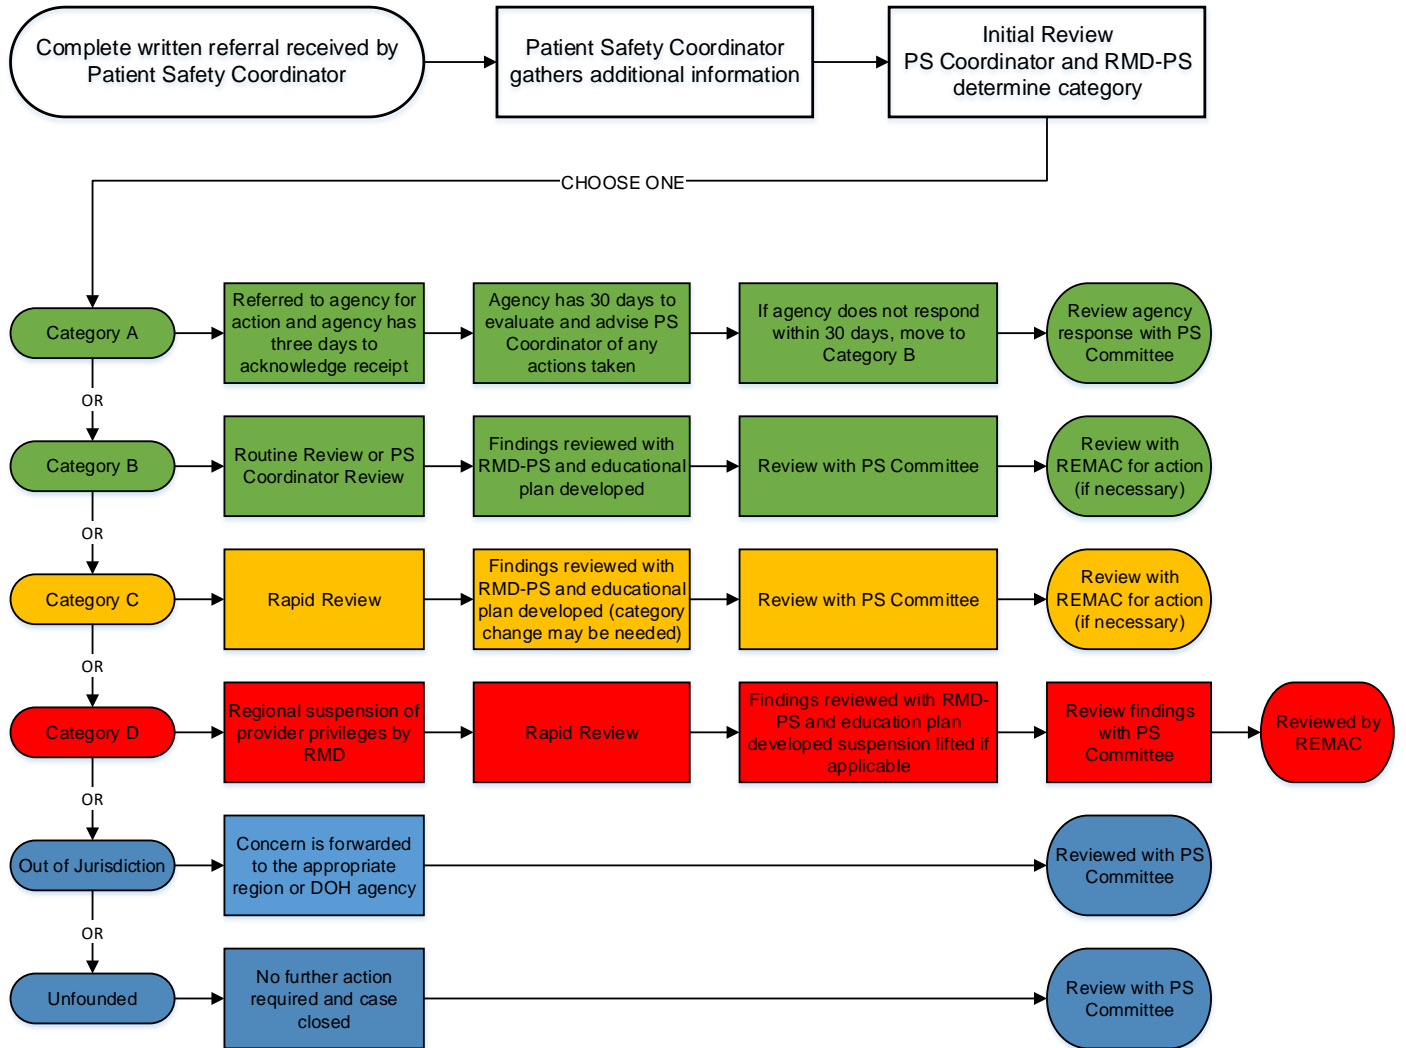 Complete written referral received by
Patient Safety Coordinator
Patient Safety Coordinator
gathers additional information
Initial Review
PS Coordinator and RMD-PS
determine category
CHOOSE ONE
Category A
Referred to agency for
action and agency has
three days to
acknowledge receipt
Agency has 30 days to
evaluate and advise PS
Coordinator of any
actions taken
If agency does not respond
within 30 days, move to
Category B
Review agency
response with PS
Committee
OR
Category B
Routine Review or PS
Coordinator Review
Findings reviewed with
RMD-PS and educational
plan developed
Review with PS Committee
Review with
REMAC for action
(if necessary)
OR
Category C
Rapid Review
Findings reviewed with
RMD-PS and educational
plan developed (category
change may be needed)
Review with PS Committee
Review with
REMAC for action
(if necessary)
OR
Category D
Regional suspension of
provider privileges by
RMD
Rapid Review
Findings reviewed with RMD-
PS and education plan
developed suspension lifted if
applicable
Review findings
with PS
Committee
Reviewed by
REMAC
OR
Out of Jurisdiction
Concern is forwarded
to the appropriate
region or DOH agency
Reviewed with PS
Committee
OR
Unfounded
No further action
required and case
closed
Review with PS
Committee